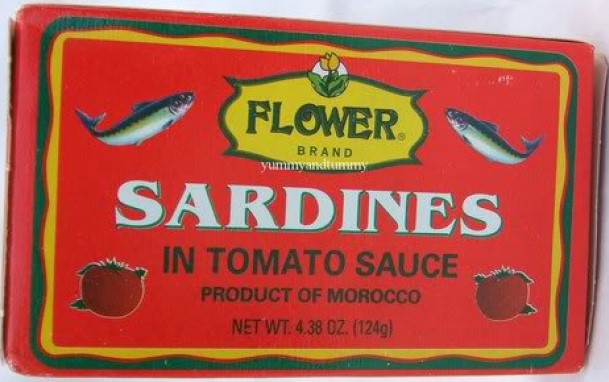 FLOWER®
BRAND
yummyandtummy
SARDINES
IN TOMATO SAUCE
PRODUCT OF MOROCCO
NET WT. 4.38 OZ. (124g)